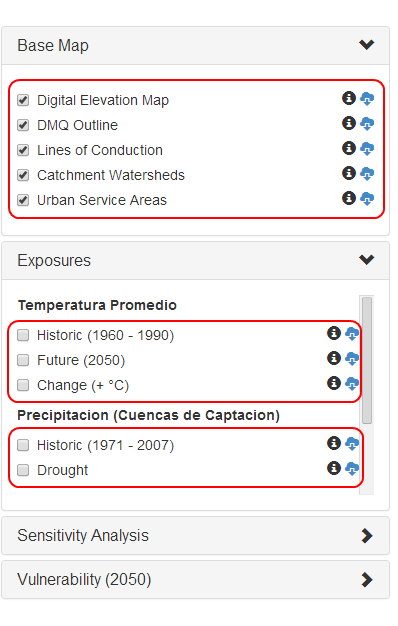 Base Map
Digital Elevation Map
DMQ Outline
Lines of Conduction
Catchment Watersheds
Urban Service Areas
Exposures
Temperatura Promedio
Historic (1960 - 1990)
Future (2050)
Change (+ °C)
Precipitacion (Cuencas de Captacion)
Historic (1971 - 2007)
Drought
Sensitivity Analysis
Vulnerability (2050)